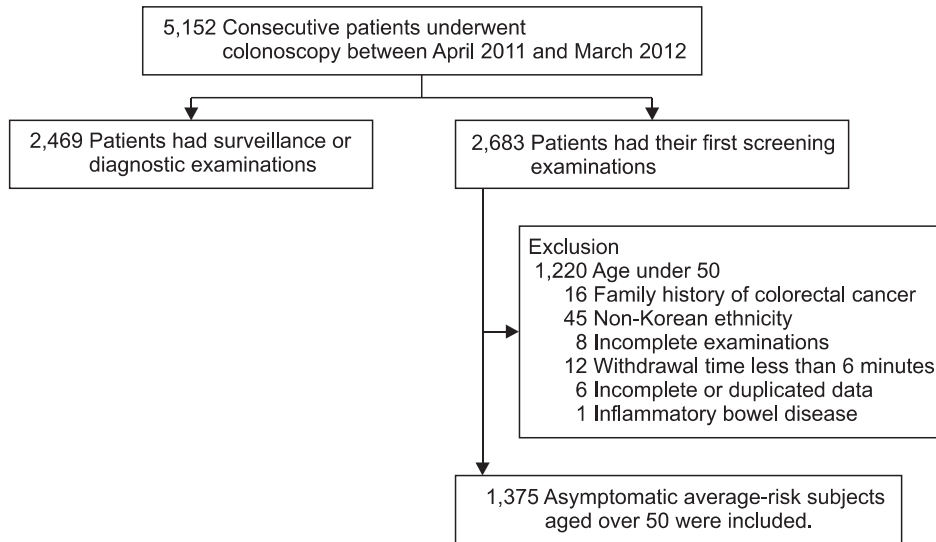 5,152 Consecutive patients underwent
colonoscopy between April 2011 and March 2012
2,469 Patients had surveillance or
diagnostic examinations
2,683 Patients had their first screening
examinations
Exclusion
1,220 Age under 50
16 Family history of colorectal cancer
45 Non-Korean ethnicity
8 Incomplete examinations
12 Withdrawal time less than 6 minutes
6 Incomplete or duplicated data
1 Inflammatory bowel disease
1,375 Asymptomatic average-risk subjects
aged over 50 were included.